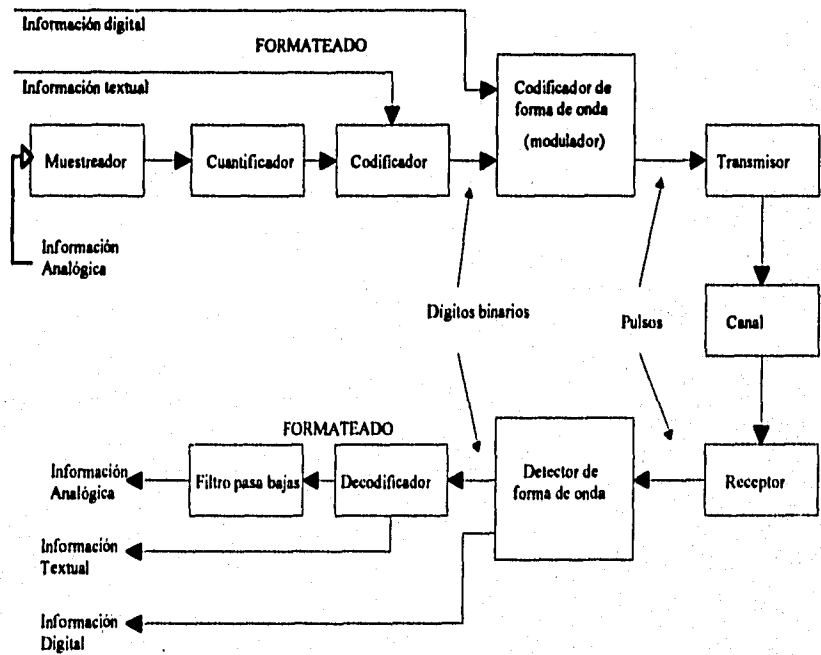 Información digital
FORMATEADO
Información textual
Codificador de
forma de onda
(modulador)
Muestreador
Cuantificador
Codificador
Transmisor
Información
Analógica
Dígitos binarios
Pulsos
Canal
FORMATEADO
Información
Analógica
Filtro pasa bajas
Decodificador
Detector de
forma de onda
Receptor
Información
Textual
Información
Digital